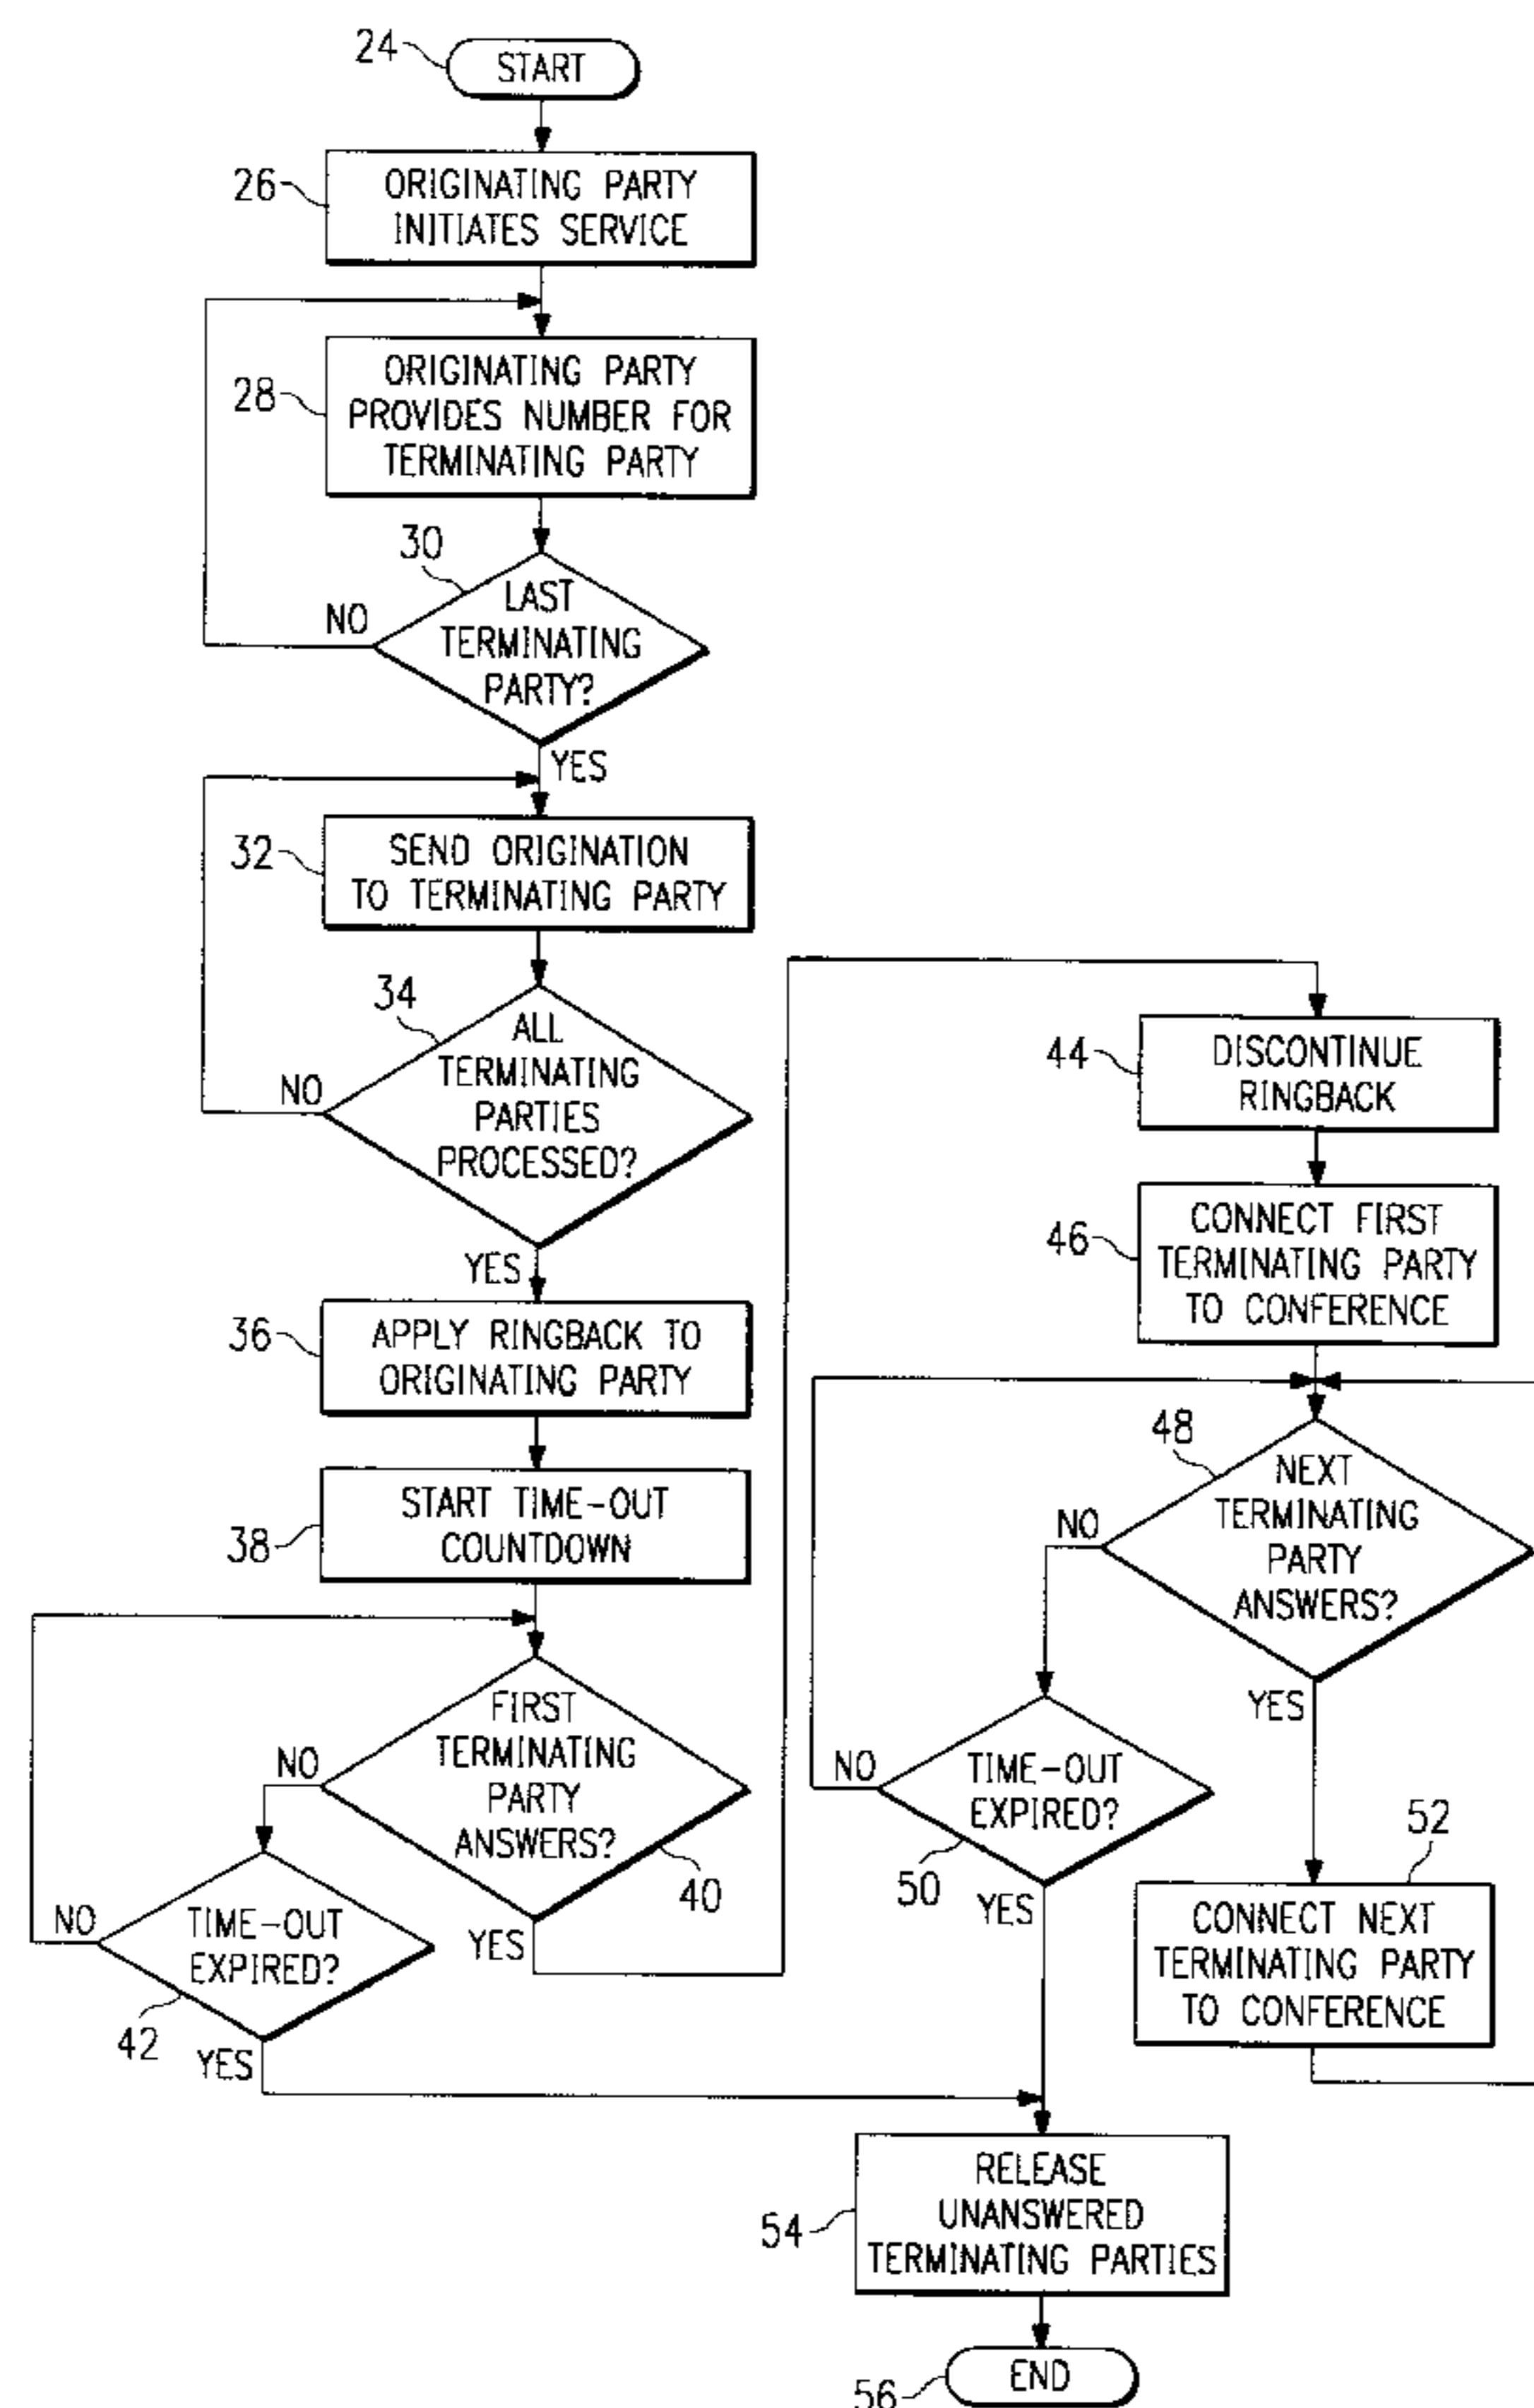 24
START
26
ORIGINATING PARTY
INITIATES SERVICE
28
ORIGINATING PARTY
PROVIDES NUMBER FOR
TERMINATING PARTY
30
LAST
TERMINATING
PARTY?
NO
YES
32
SEND ORIGINATION
TO TERMINATING PARTY
34
ALL
TERMINATING
PARTIES
PROCESSED?
NO
YES
36
APPLY RINGBACK TO
ORIGINATING PARTY
38
START TIME-OUT
COUNTDOWN
FIRST
TERMINATING
PARTY
ANSWERS?
NO
40
YES
NO
TIME-OUT
EXPIRED?
42
YES
44
DISCONTINUE
RINGBACK
46
CONNECT FIRST
TERMINATING PARTY
TO CONFERENCE
48
NEXT
TERMINATING
PARTY
ANSWERS?
NO
YES
NO
TIME-OUT
EXPIRED?
50
YES
52
CONNECT NEXT
TERMINATING PARTY
TO CONFERENCE
54
RELEASE
UNANSWERED
TERMINATING PARTIES
56
END